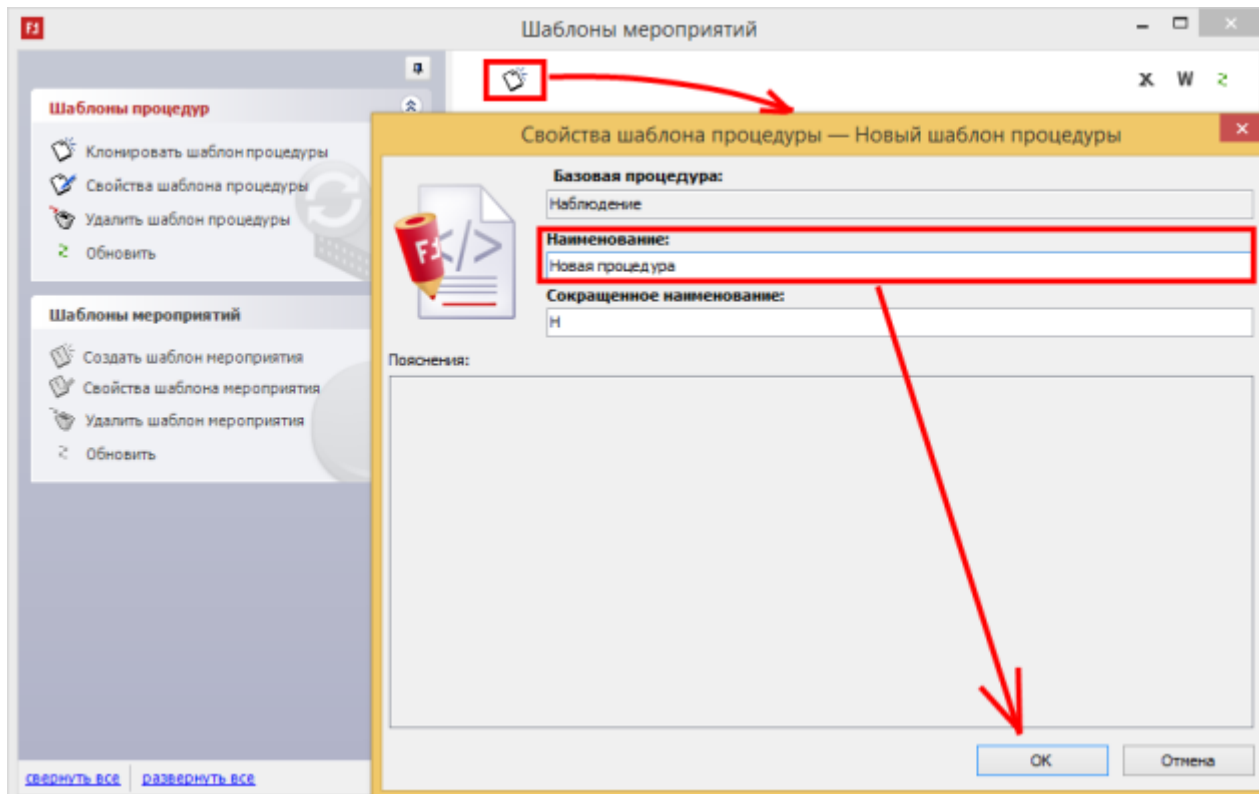 F1
Шаблоны мероприятий
X W
Шаблоны процедур
Клонировать шаблон процедуры
Свойства шаблона процедуры
Удалить шаблон процедуры
Обновить
Шаблоны мероприятий
Создать шаблон мероприятия
Свойства шаблона мероприятия
Удалить шаблон мероприятия
Обновить
свернуть все развернуть все
Свойства шаблона процедуры — Новый шаблон процедуры
F1 </>
Базовая процедура:
Наблюдение
Наименование:
Новая процедура
Сокращенное наименование:
Н
Пояснения:
OK Отмена